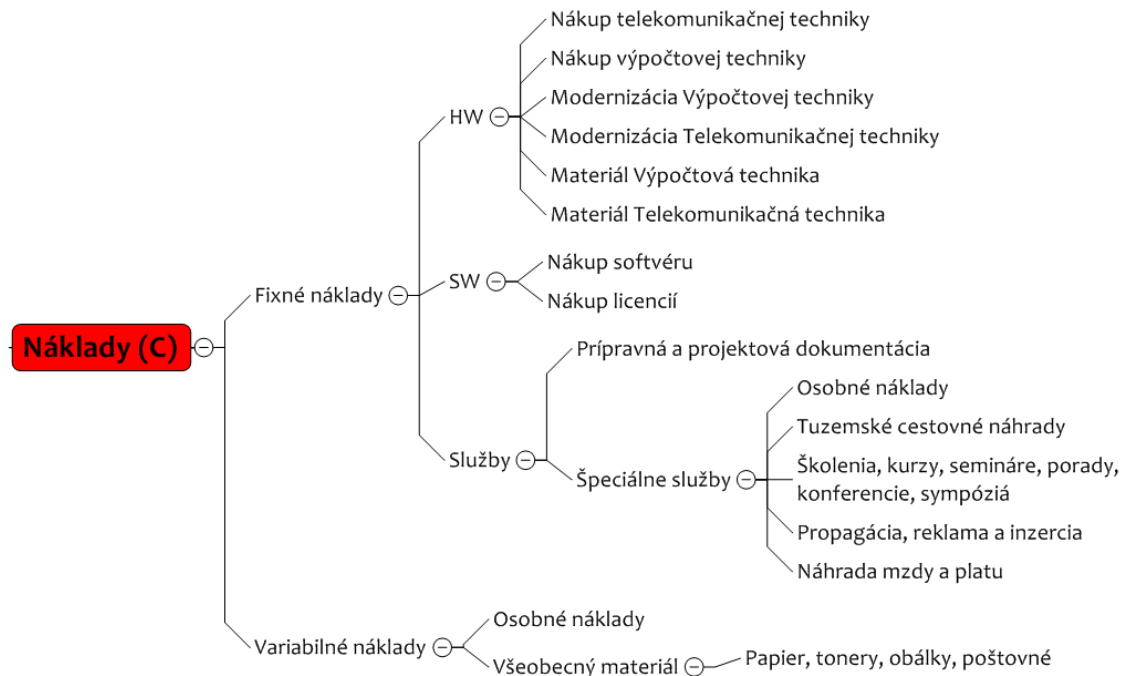 Náklady (C)
Fixné náklady
HW
Nákup telekomunikačnej techniky
Nákup výpočtovej techniky
Modernizácia Výpočtovej techniky
Modernizácia Telekomunikačnej techniky
Materiál Výpočtová technika
Materiál Telekomunikačná technika
SW
Nákup softvéru
Nákup licencií
Služby
Prípravná a projektová dokumentácia
Špeciálne služby
Osobné náklady
Tuzemské cestovné náhrady
Školenia, kurzy, semináre, porady,
konferencie, sympóziá
Propagácia, reklama a inzercia
Náhrada mzdy a platu
Variabilné náklady
Osobné náklady
Všeobecný materiál
Papier, tonery, obálky, poštovné